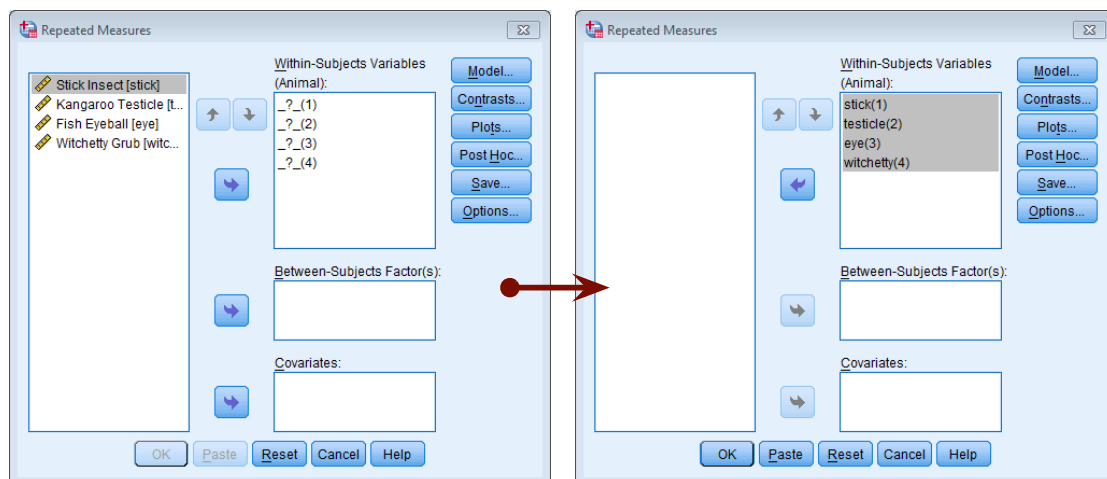 Repeated Measures
Stick Insect [stick]
Kangaroo Testicle [t...
Fish Eyeball [eye]
Witchetty Grub [witc...
Within-Subjects Variables
(Animal):
_?_(1)
_?_(2)
_?_(3)
_?_(4)
Between-Subjects Factor(s):
Covariates:
Model...
Contrasts...
Plots...
Post Hoc...
Save...
Options...
OK Paste Reset Cancel Help
Repeated Measures
Within-Subjects Variables
(Animal):
stick(1)
testicle(2)
eye(3)
witchetty(4)
Between-Subjects Factor(s):
Covariates:
Model...
Contrasts...
Plots...
Post Hoc...
Save...
Options...
OK Paste Reset Cancel Help